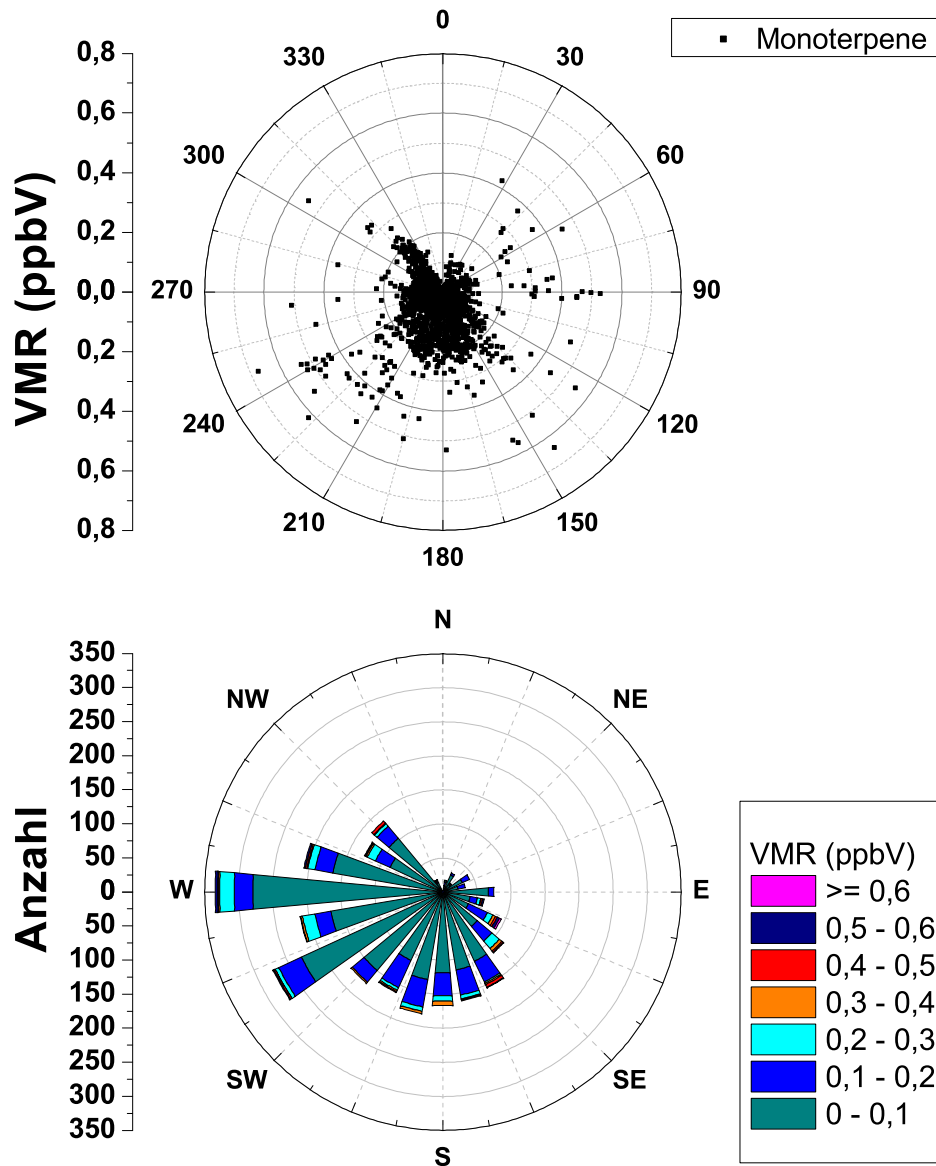 0
Monoterpene
0,8
330
30
0,6
300
60
0,4
0,2
VMR (ppbV)
0,0
270
90
0,2
0,4
240
120
0,6
210
150
0,8
180
N
350
300
NW
NE
250
200
150
100
50
Anzahl
0
W
E
50
100
150
200
250
SW
SE
300
350
S
VMR (ppbV)
>= 0,6
0,5 - 0,6
0,4 - 0,5
0,3 - 0,4
0,2 - 0,3
0,1 - 0,2
0 - 0,1